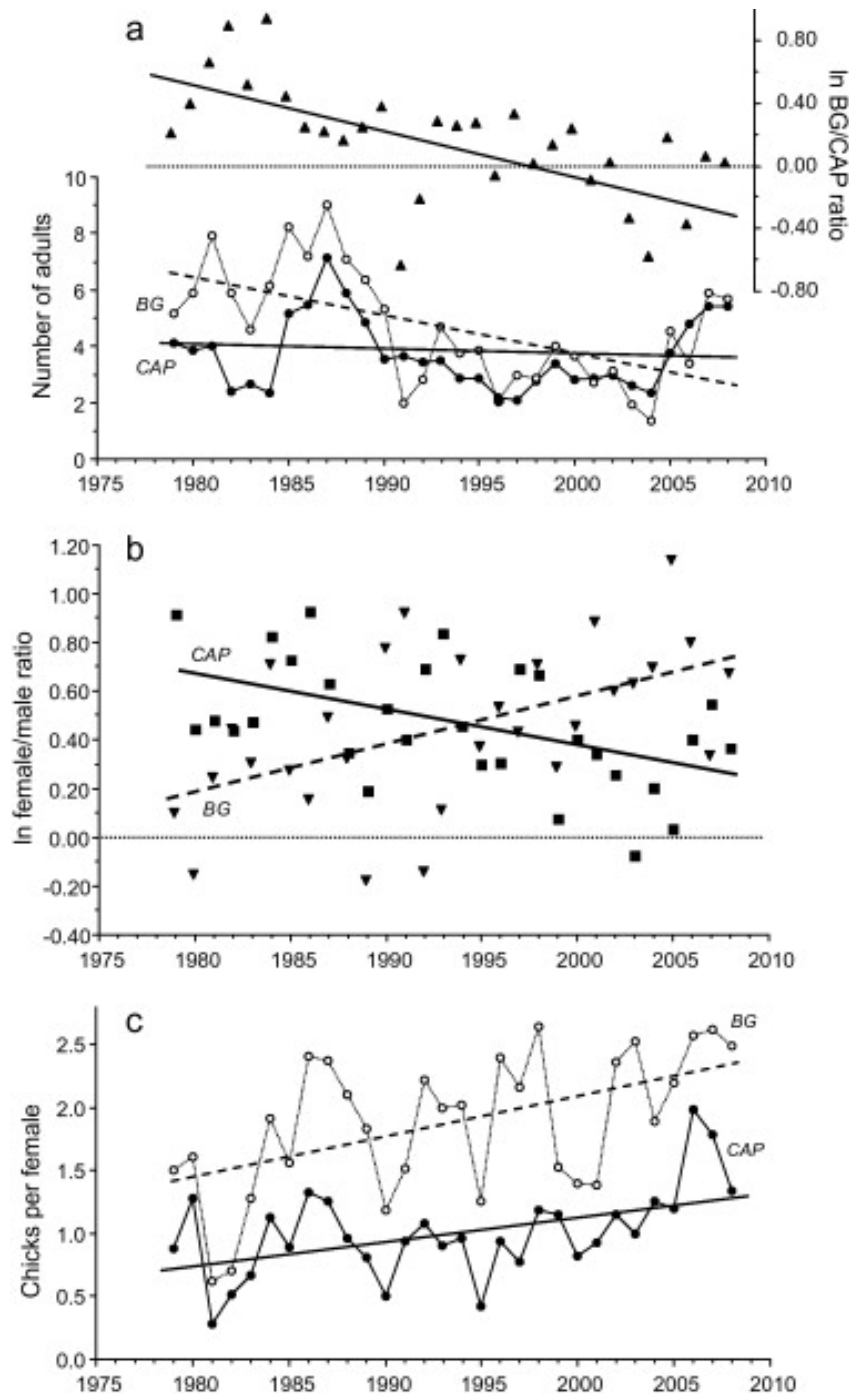 a
0.80
0.40
0.00
-0.40
-0.80
ln BG/CAP ratio
10
8
6
4
2
0
Number of adults
BG
CAP
1975 1980 1985 1990 1995 2000 2005 2010
b
1.20
1.00
0.80
0.60
0.40
0.20
0.00
-0.20
-0.40
ln female/male ratio
CAP
BG
1975 1980 1985 1990 1995 2000 2005 2010
c
2.5
2.0
1.5
1.0
0.5
0.0
Chicks per female
BG
CAP
1975 1980 1985 1990 1995 2000 2005 2010